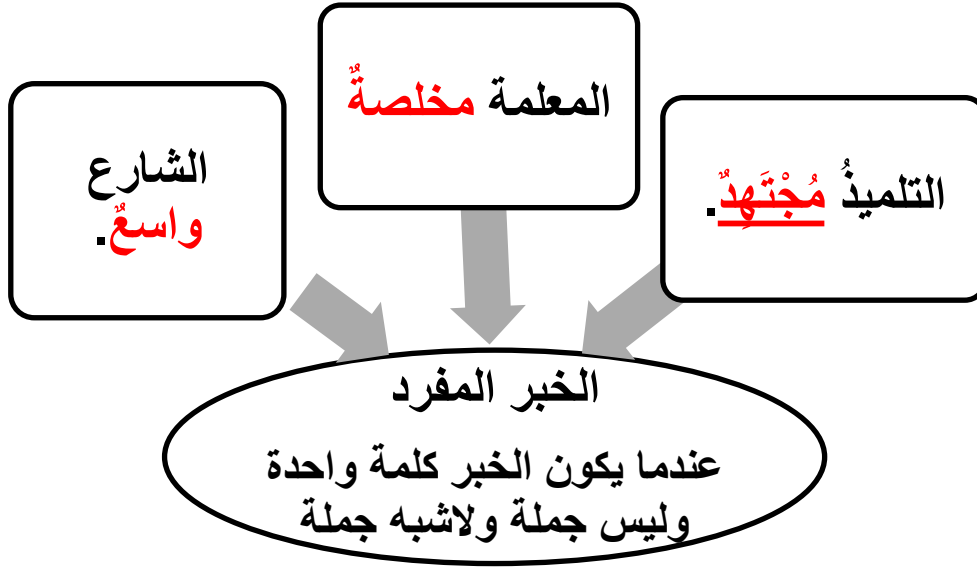 التلميذُ مُجْتَهِدٌ.
المعلمة مخلصةٌ
الشارع
واسعٌ.
الخبر المفرد
عندما يكون الخبر كلمة واحدة
وليس جملة ولاشبه جملة